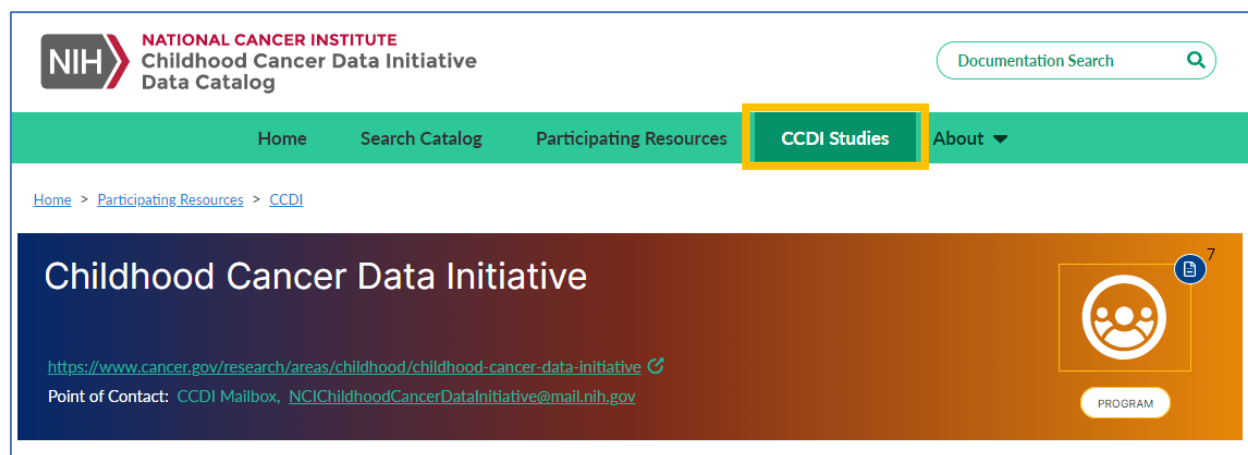 NIH
NATIONAL CANCER INSTITUTE
Childhood Cancer Data Initiative
Data Catalog
Documentation Search
Home Search Catalog Participating Resources CCDI Studies About
Home > Participating Resources > CCDI
Childhood Cancer Data Initiative
7
https://www.cancer.gov/research/areas/childhood/childhood-cancer-data-initiative
Point of Contact: CCDI Mailbox, NCIChildhoodCancerDataInitiative@mail.nih.gov
PROGRAM